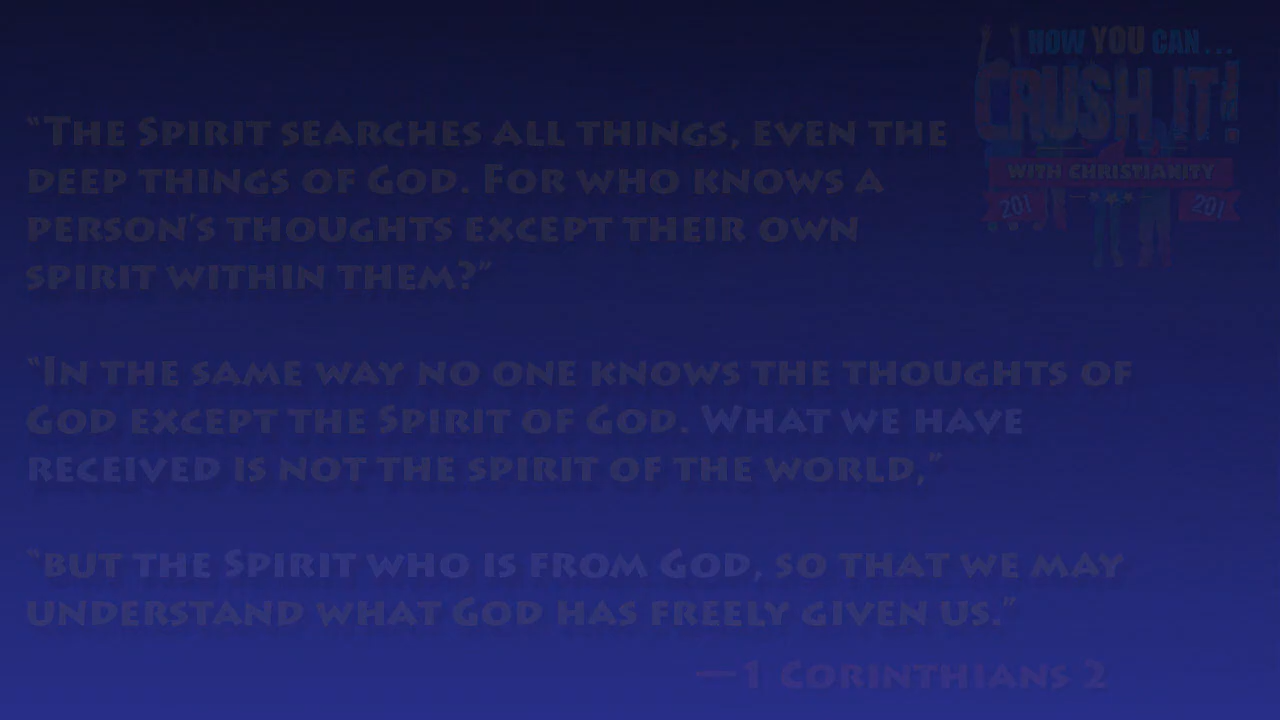 HOW YOU CAN ...
CRUSH IT!
WITH CHRISTIANITY
201 201
“The Spirit searches all things, even the
deep things of God. For who knows a
person’s thoughts except their own
spirit within them?”
“In the same way no one knows the thoughts of
God except the Spirit of God. What we have
received is not the spirit of the world,”
“but the Spirit who is from God, so that we may
understand what God has freely given us.”
—1 Corinthians 2